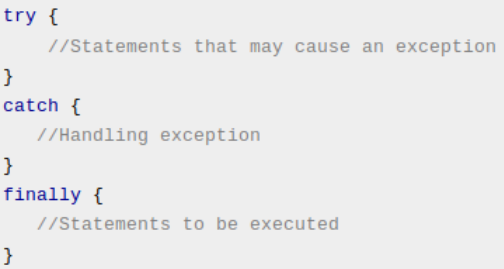 try {
    //Statements that may cause an exception
}
catch {
   //Handling exception
}
finally {
   //Statements to be executed
}